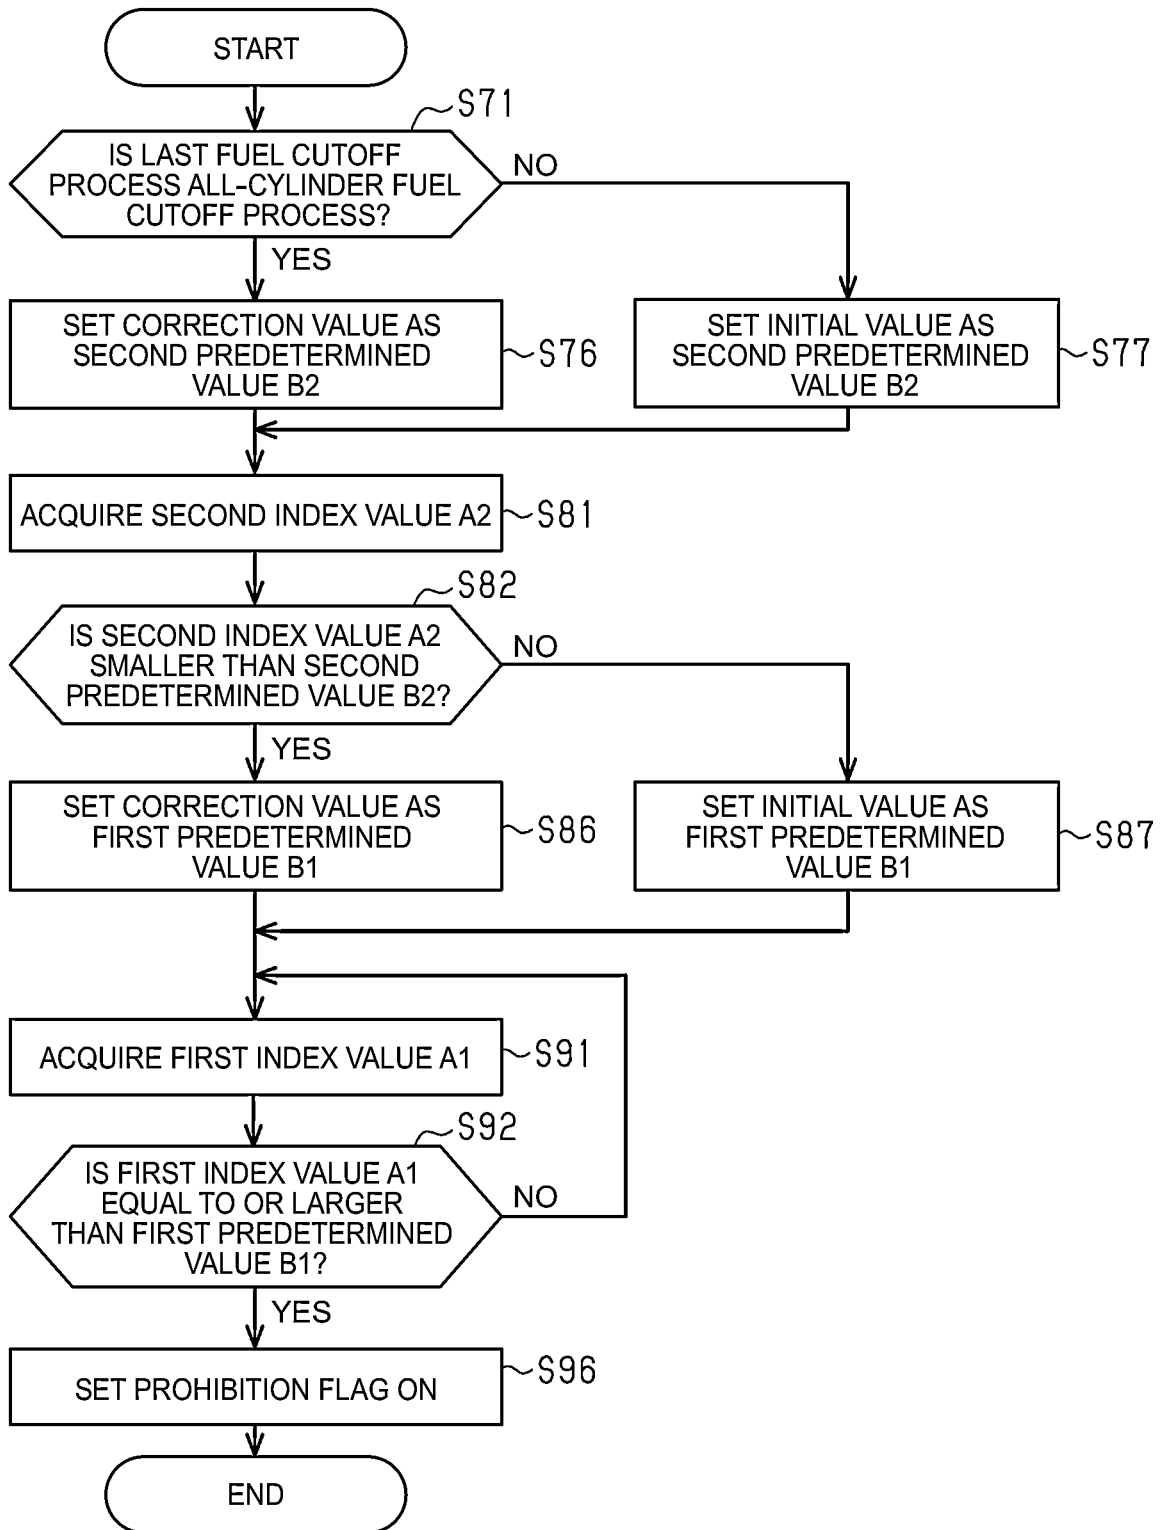 START
S71
IS LAST FUEL CUTOFF
PROCESS ALL-CYLINDER FUEL
CUTOFF PROCESS?
NO
YES
SET CORRECTION VALUE AS
SECOND PREDETERMINED
VALUE B2
S76
SET INITIAL VALUE AS
SECOND PREDETERMINED
VALUE B2
S77
ACQUIRE SECOND INDEX VALUE A2
S81
S82
IS SECOND INDEX VALUE A2
SMALLER THAN SECOND
PREDETERMINED VALUE B2?
NO
YES
SET CORRECTION VALUE AS
FIRST PREDETERMINED
VALUE B1
S86
SET INITIAL VALUE AS
FIRST PREDETERMINED
VALUE B1
S87
ACQUIRE FIRST INDEX VALUE A1
S91
S92
IS FIRST INDEX VALUE A1
EQUAL TO OR LARGER
THAN FIRST PREDETERMINED
VALUE B1?
NO
YES
SET PROHIBITION FLAG ON
S96
END